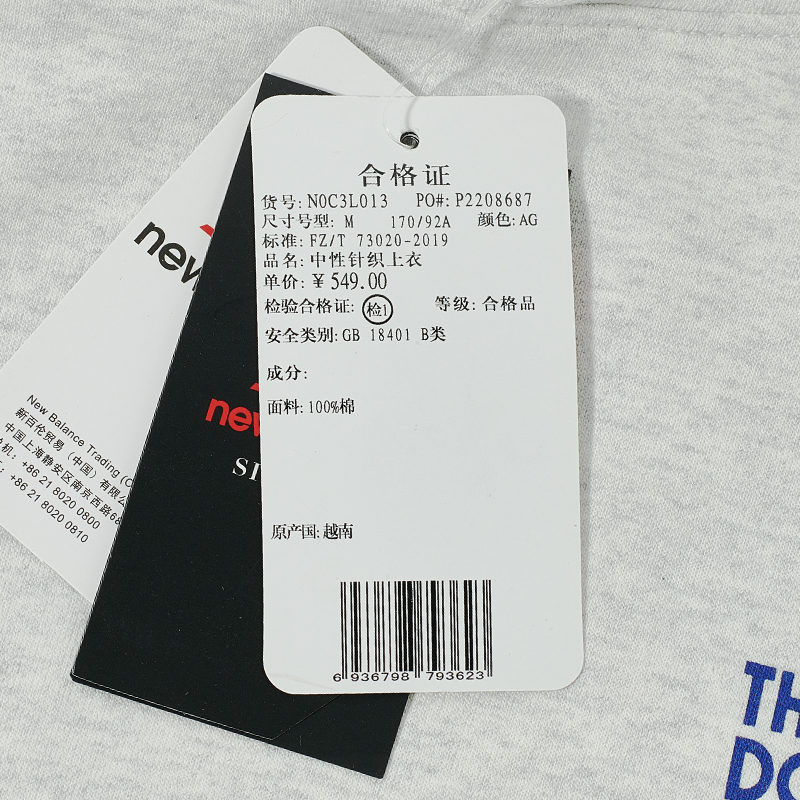 合格证
货号: N0C3L013 PO#: P2208687
尺寸号型: M 170/92A 颜色: AG
标准: FZ/T 73020-2019
品名: 中性针织上衣
单价: ¥ 549.00
检验合格证: 检1 等级: 合格品
安全类别: GB 18401 B类
成分:
面料: 100%棉
原产国: 越南
6 936798 793623
new
New Balance Trading (C
新百伦贸易（中国）有限公
中国上海静安区南京西路68
机: +86 21 8020 0800
: +86 21 8020 0810
new
SI
TH
DO